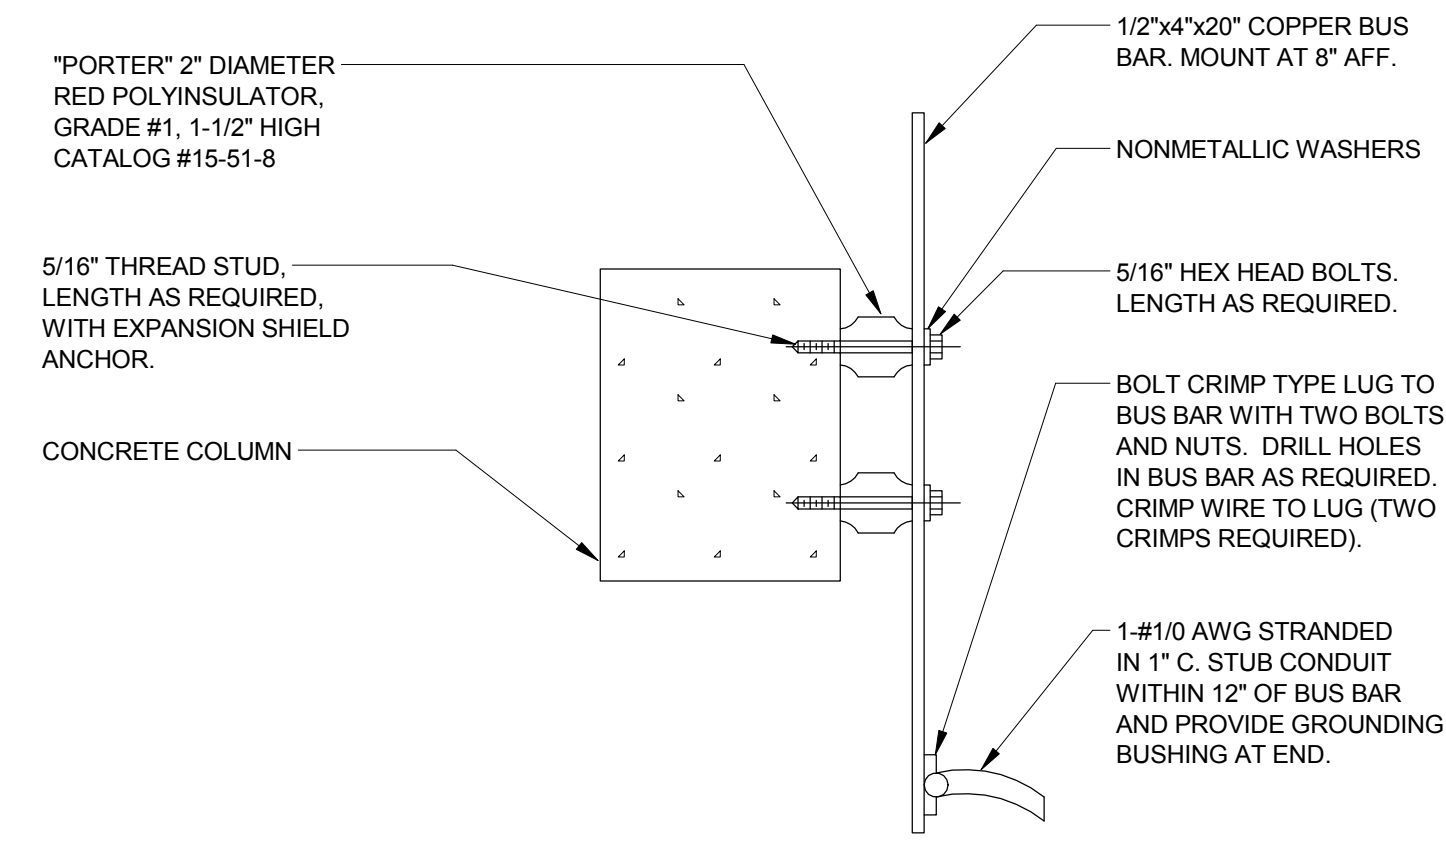 "PORTER" 2" DIAMETER
RED POLYINSULATOR,
GRADE #1, 1-1/2" HIGH
CATALOG #15-51-8
5/16" THREAD STUD,
LENGTH AS REQUIRED,
WITH EXPANSION SHIELD
ANCHOR.
CONCRETE COLUMN
1/2"x4"x20" COPPER BUS
BAR. MOUNT AT 8" AFF.
NONMETALLIC WASHERS
5/16" HEX HEAD BOLTS.
LENGTH AS REQUIRED.
BOLT CRIMP TYPE LUG TO
BUS BAR WITH TWO BOLTS
AND NUTS. DRILL HOLES
IN BUS BAR AS REQUIRED.
CRIMP WIRE TO LUG (TWO
CRIMPS REQUIRED).
1-#1/0 AWG STRANDED
IN 1" C. STUB CONDUIT
WITHIN 12" OF BUS BAR
AND PROVIDE GROUNDING
BUSHING AT END.